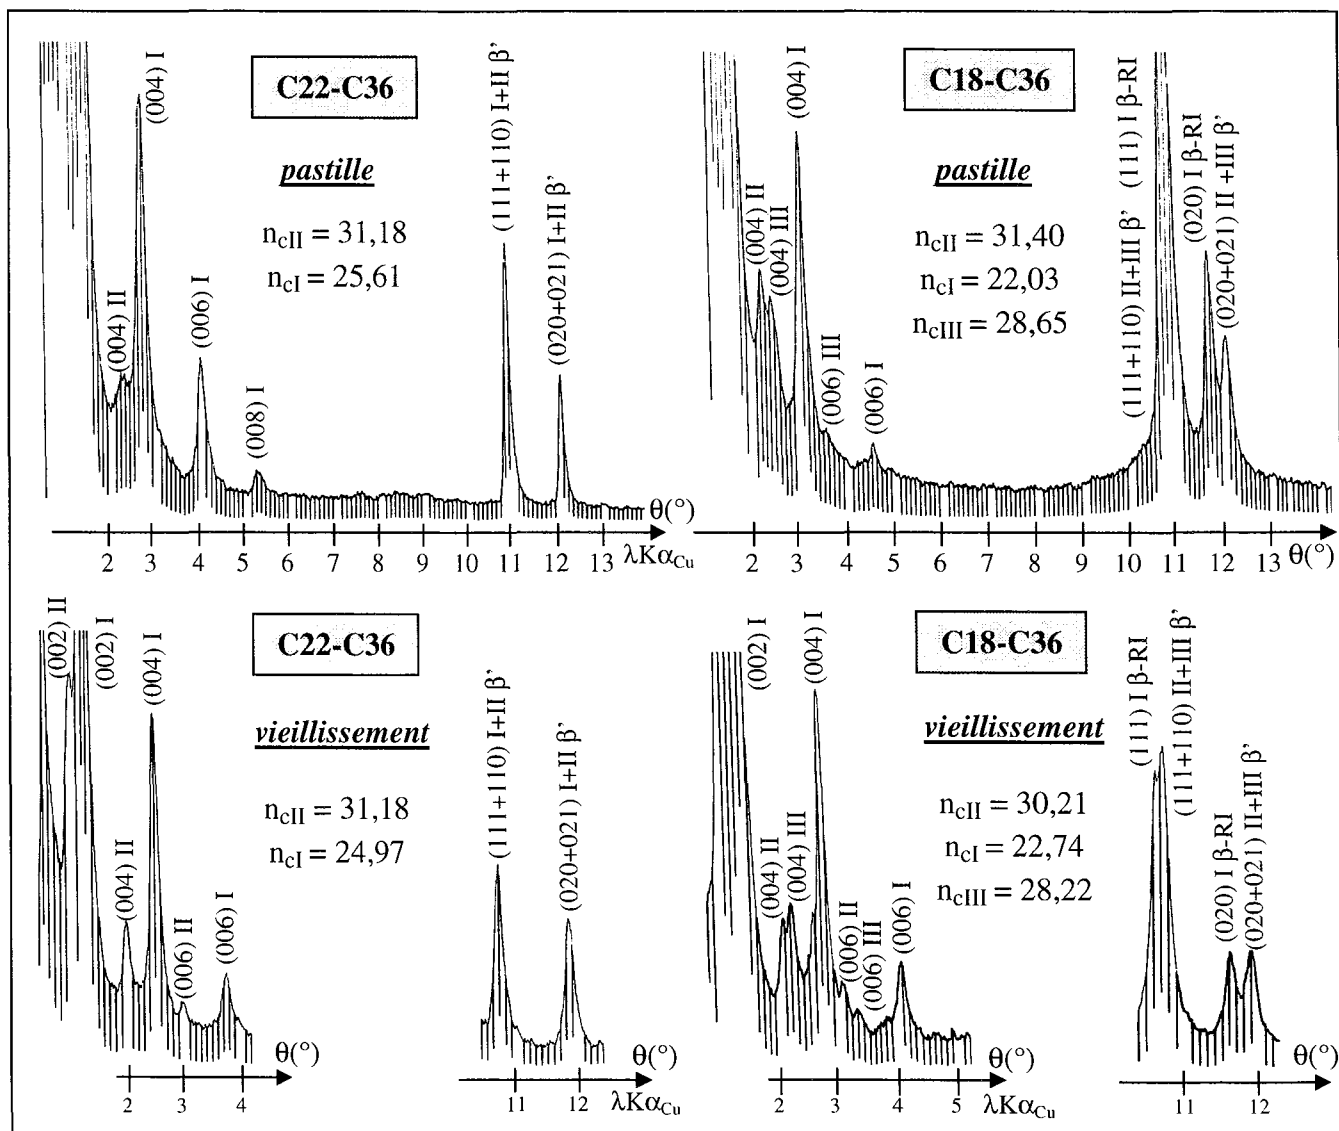 C22-C36
pastille
n_cII = 31,18
n_cI = 25,61
(004) II
(004) I
(006) I
(008) I
(111+110) I+II β'
(020+021) I+II β'
θ(°)
2 3 4 5 6 7 8 9 10 11 12 13 λKα_Cu
C18-C36
pastille
n_cII = 31,40
n_cI = 22,03
n_cIII = 28,65
(004) II
(004) III
(004) I
(006) III
(006) I
(111+110) II+III β'
(111) I β-RI
(020) I β-RI
(020+021) II +III β'
2 3 4 5 6 7 8 9 10 11 12 13 θ(°)
C22-C36
vieillissement
n_cII = 31,18
n_cI = 24,97
(002) II
(002) I
(004) II
(004) I
(006) II
(006) I
θ(°)
2 3 4
(111+110) I+II β'
(020+021) I+II β'
θ(°)
11 12 λKα_Cu
C18-C36
vieillissement
n_cII = 30,21
n_cI = 22,74
n_cIII = 28,22
(002) I
(004) II
(004) III
(004) I
(006) II
(006) III
(006) I
θ(°)
2 3 4 5 λKα_Cu
(111) I β-RI
(111+110) II+III β'
(020) I β-RI
(020+021) II+III β'
θ(°)
11 12